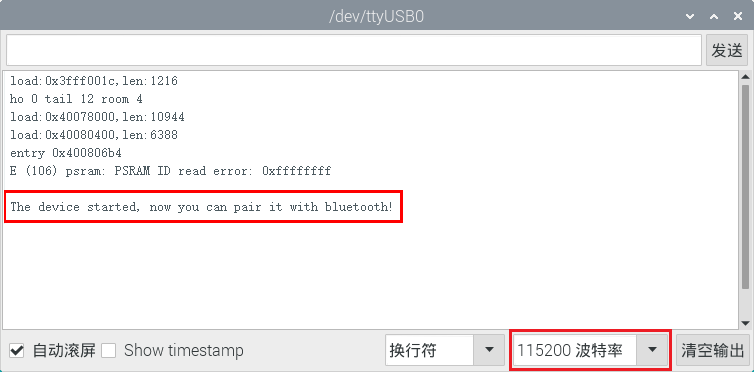 /dev/ttyUSB0
发送
load:0x3fff001c,len:1216
ho 0 tail 12 room 4
load:0x40078000,len:10944
load:0x40080400,len:6388
entry 0x400806b4
E (106) psram: PSRAM ID read error: 0xffffffff
The device started, now you can pair it with bluetooth!
自动滚屏 Show timestamp 换行符 115200 波特率 清空输出